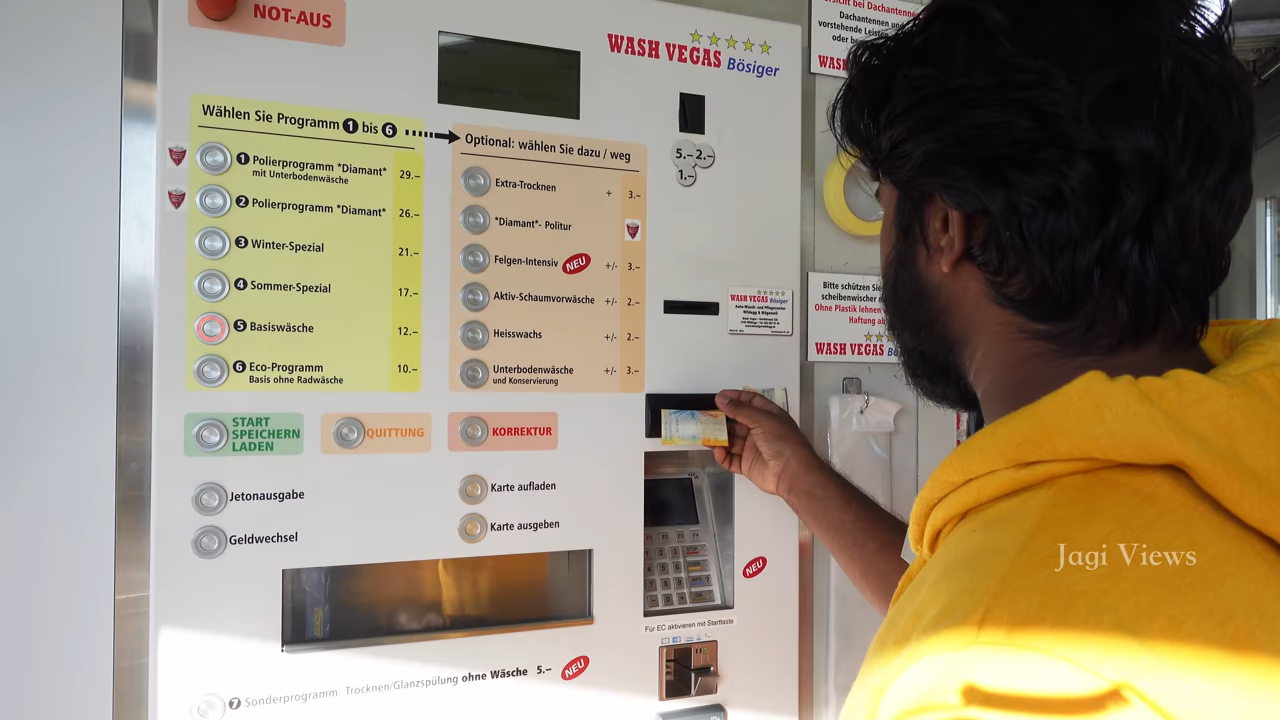 NOT-AUS
WASH VEGAS
Bösiger
Wählen Sie Programm 1 bis 6
1 Polierprogramm *Diamant*
mit Unterbodenwäsche
29.–
2 Polierprogramm *Diamant* 26.–
3 Winter-Spezial 21.–
4 Sommer-Spezial 17.–
5 Basiswäsche 12.–
6 Eco-Programm
Basis ohne Radwäsche
10.–
Optional: wählen Sie dazu / weg
Extra-Trocknen + 3.–
*Diamant*- Politur
Felgen-Intensiv NEU +/- 3.–
Aktiv-Schaumvorwäsche +/- 2.–
Heisswachs +/- 2.–
Unterbodenwäsche +/- 3.–
und Konservierung
5.– 2.–
1.–
START
SPEICHERN
LADEN
QUITTUNG
KORREKTUR
Jetonausgabe
Geldwechsel
Karte aufladen
Karte ausgeben
NEU
Für EC aktivieren mit Starttaste
7 Sonderprogramm: Trocknen/Glanzspülung ohne Wäsche 5.– NEU
WASH VEGAS Bösiger
bei Dachantennen
Dachantennen und
vorstehende
oder
Bitte schützen Sie
scheibenwischer
Ohne Plastik lehnen
Haftung
WASH VEGAS
Jagi Views